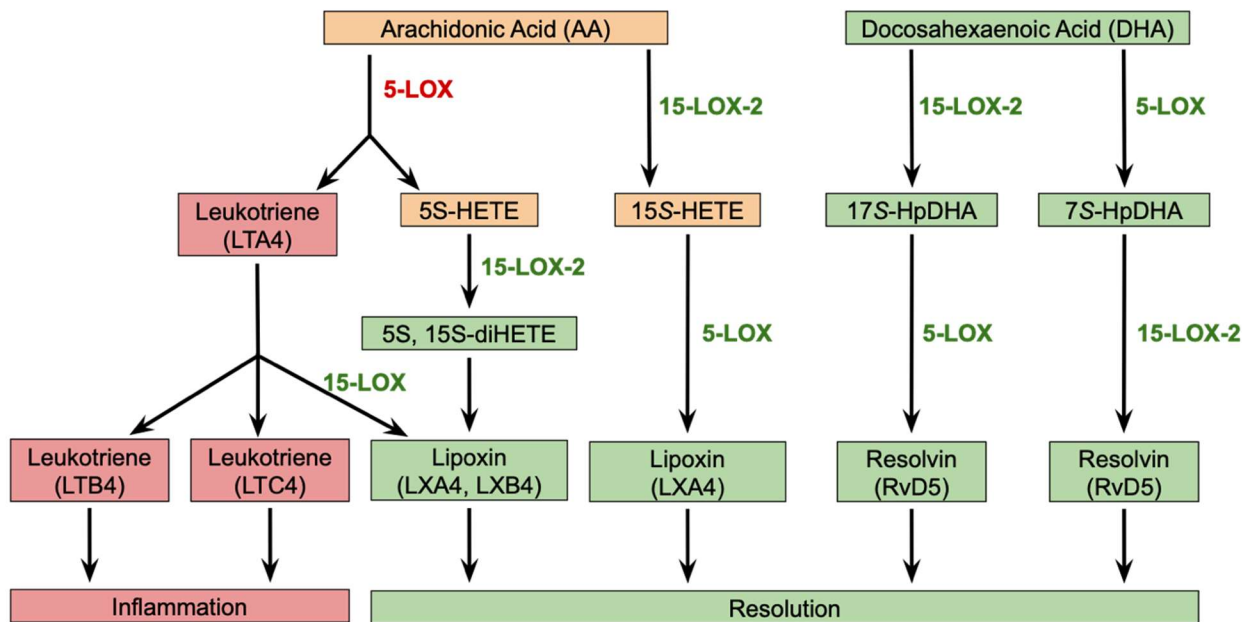 Arachidonic Acid (AA)
Docosahexaenoic Acid (DHA)
5-LOX
15-LOX-2
15-LOX-2
5-LOX
Leukotriene
(LTA4)
5S-HETE
15S-HETE
17S-HpDHA
7S-HpDHA
15-LOX-2
5S, 15S-diHETE
5-LOX
5-LOX
15-LOX-2
15-LOX
Leukotriene
(LTB4)
Leukotriene
(LTC4)
Lipoxin
(LXA4, LXB4)
Lipoxin
(LXA4)
Resolvin
(RvD5)
Resolvin
(RvD5)
Inflammation
Resolution